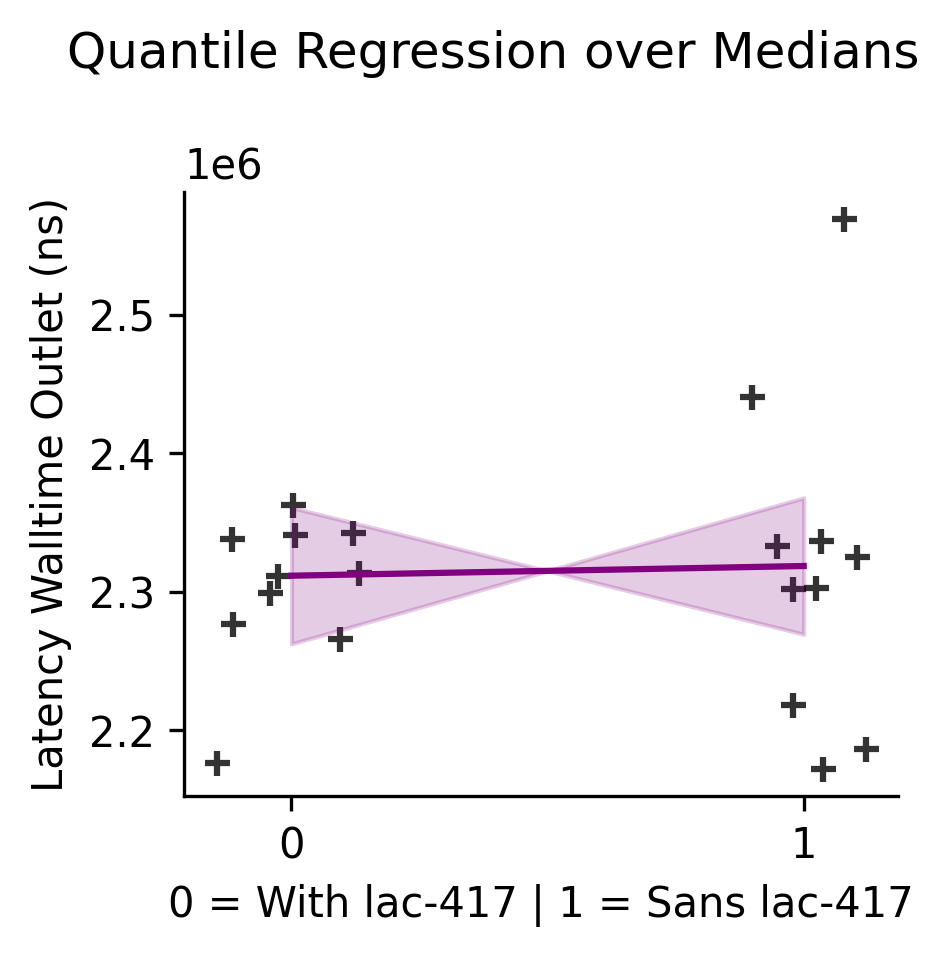 Quantile Regression over Medians
1e6
Latency Walltime Outlet (ns)
2.5
2.4
2.3
2.2
0 1
0 = With lac-417 | 1 = Sans lac-417